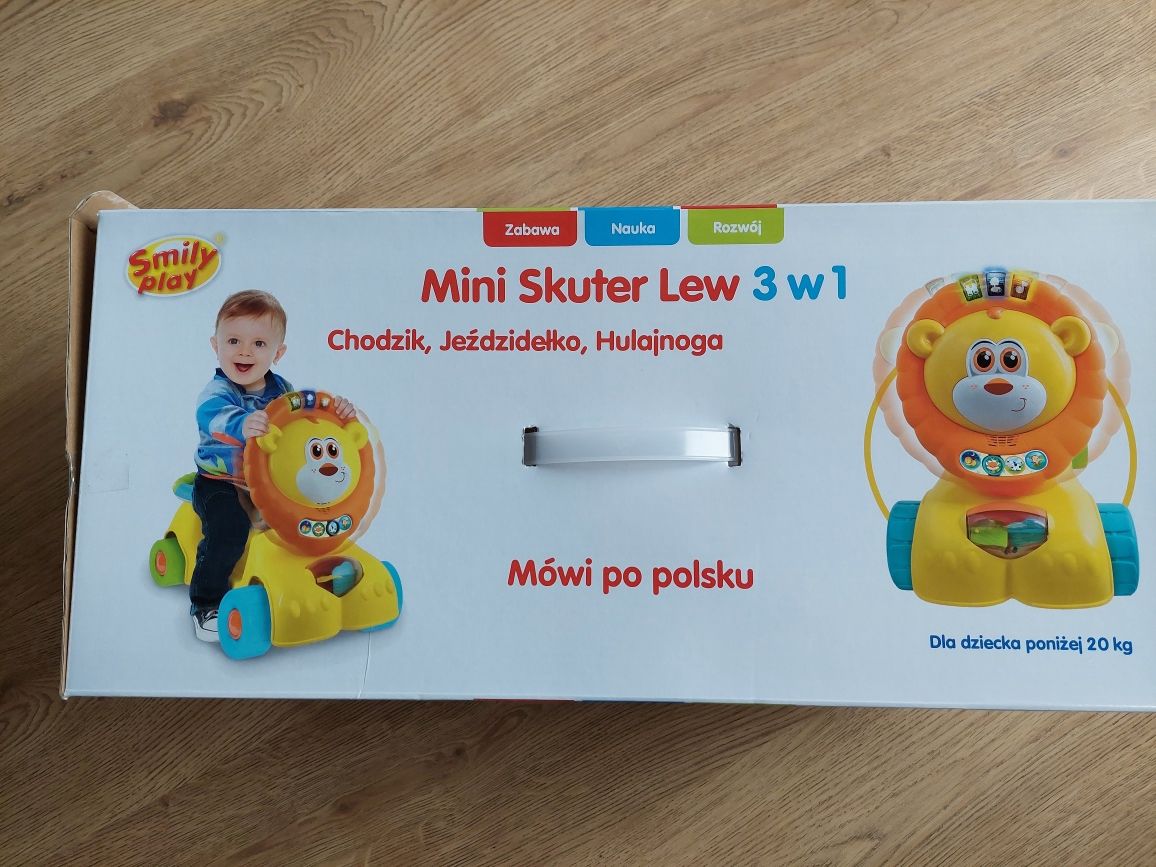 Zabawa
Nauka
Rozwój
Smily
play
Mini Skuter Lew 3 w 1
Chodzik, Jeździdełko, Hulajnoga
Mówi po polsku
Dla dziecka poniżej 20 kg